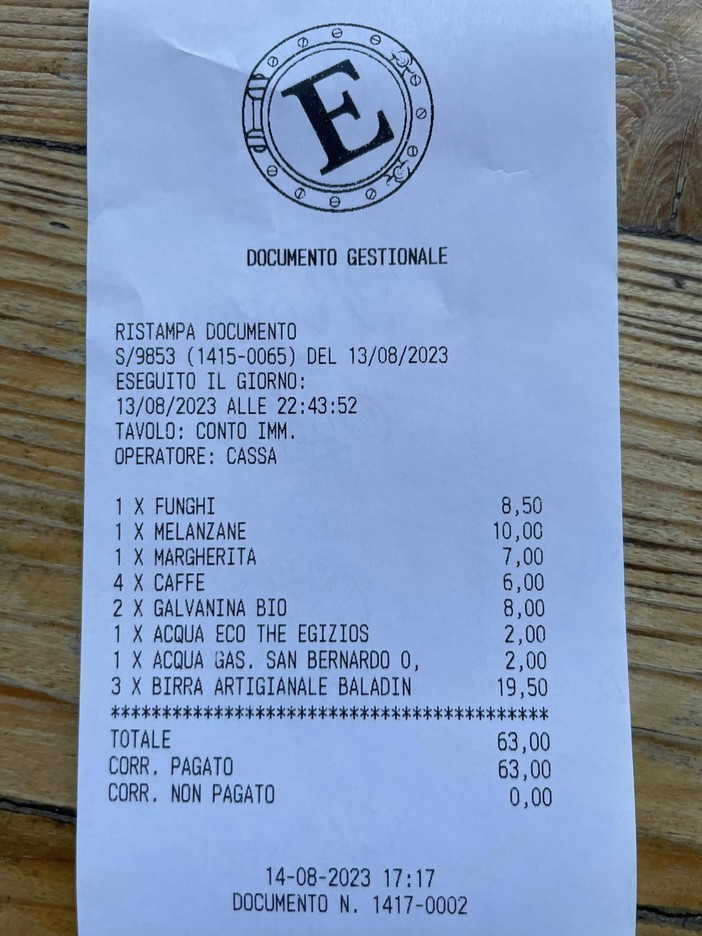 E
DOCUMENTO GESTIONALE
RISTAMPA DOCUMENTO
S/9853 (1415-0065) DEL 13/08/2023
ESEGUITO IL GIORNO:
13/08/2023 ALLE 22:43:52
TAVOLO: CONTO IMM.
OPERATORE: CASSA
1 X FUNGHI 8,50
1 X MELANZANE 10,00
1 X MARGHERITA 7,00
4 X CAFFE 6,00
2 X GALVANINA BIO 8,00
1 X ACQUA ECO THE EGIZIOS 2,00
1 X ACQUA GAS. SAN BERNARDO 0, 2,00
3 X BIRRA ARTIGIANALE BALADIN 19,50
*******************************************
TOTALE 63,00
CORR. PAGATO 63,00
CORR. NON PAGATO 0,00
14-08-2023 17:17
DOCUMENTO N. 1417-0002